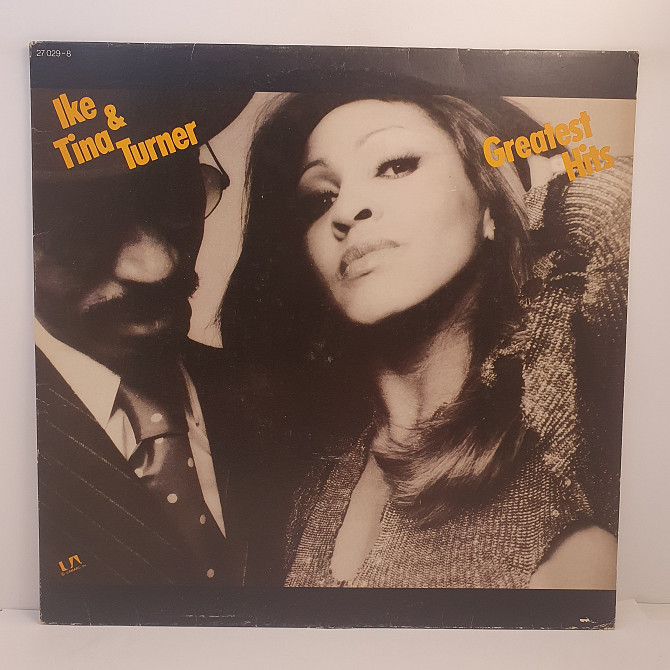 27 029-8
Ike &
Tina Turner
Greatest
Hits
UA